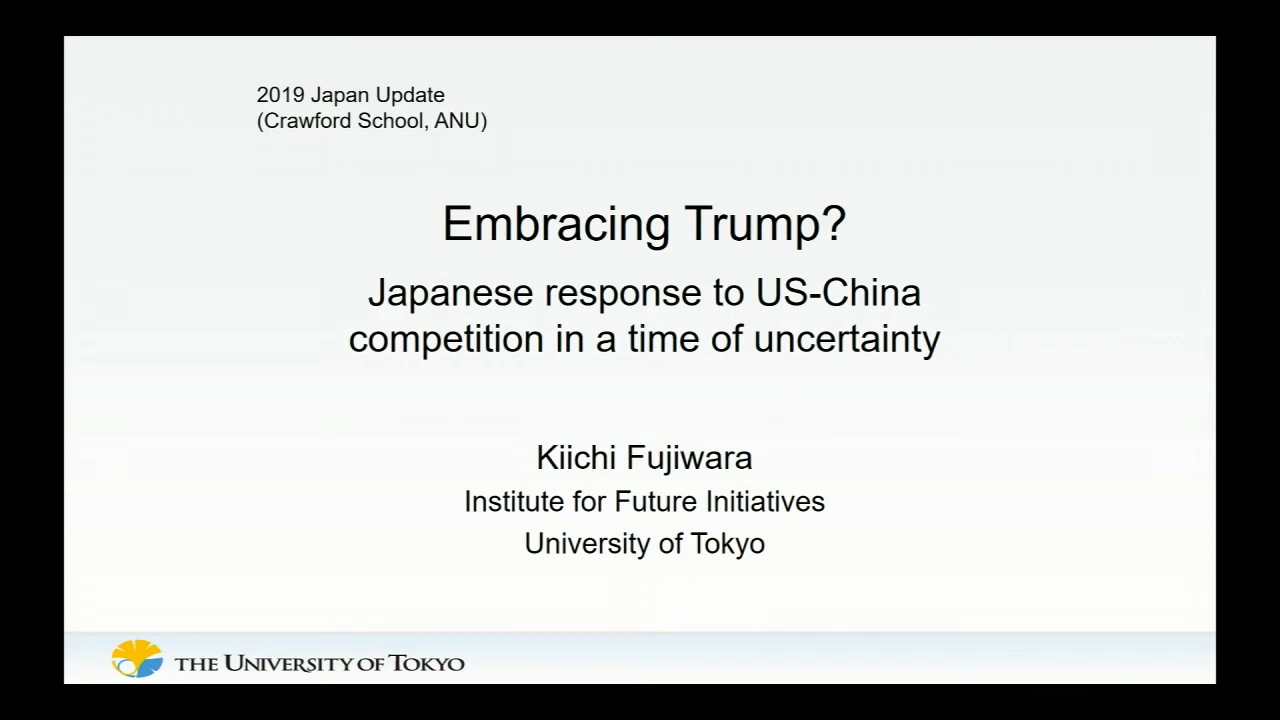 2019 Japan Update
(Crawford School, ANU)
Embracing Trump?
Japanese response to US-China
competition in a time of uncertainty
Kiichi Fujiwara
Institute for Future Initiatives
University of Tokyo
THE UNIVERSITY OF TOKYO